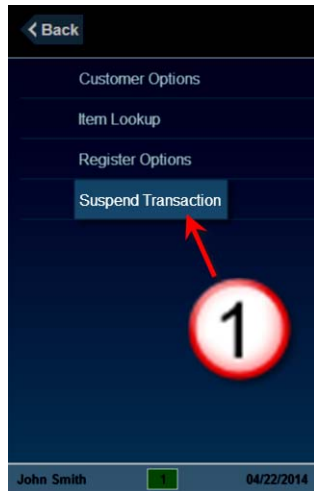 Back
Customer Options
Item Lookup
Register Options
Suspend Transaction
1
John Smith 1 04/22/2014